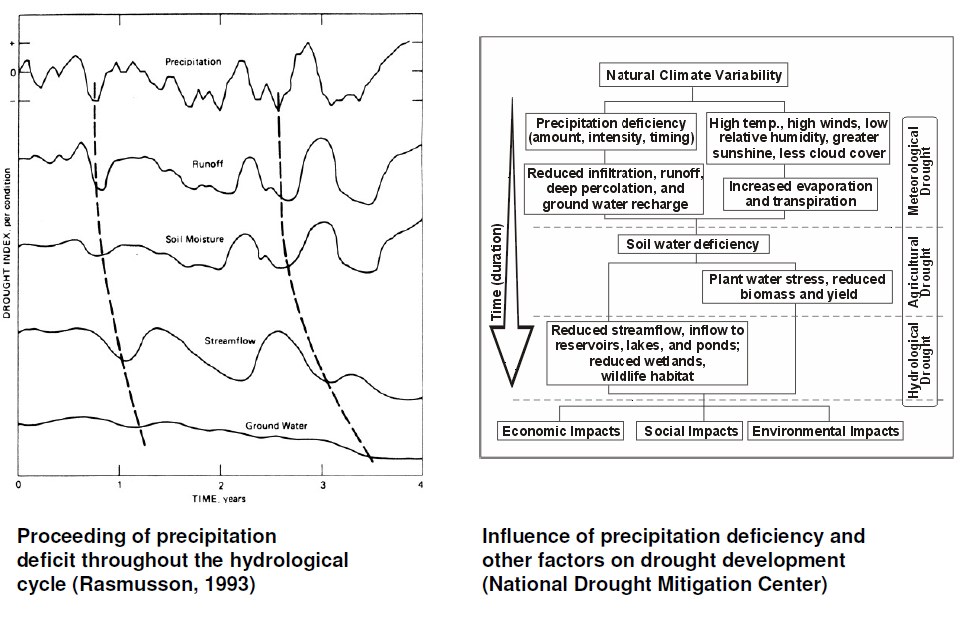 Precipitation
Runoff
Soil Moisture
Streamflow
Ground Water
DROUGHT INDEX, per condition
+
0
–
0
1
2
3
4
TIME, years
Proceeding of precipitation
deficit throughout the hydrological
cycle (Rasmusson, 1993)
Natural Climate Variability
Precipitation deficiency
(amount, intensity, timing)
High temp., high winds, low
relative humidity, greater
sunshine, less cloud cover
Reduced infiltration, runoff,
deep percolation, and
ground water recharge
Increased evaporation
and transpiration
Meteorological
Drought
Time (duration)
Soil water deficiency
Plant water stress, reduced
biomass and yield
Agricultural
Drought
Reduced streamflow, inflow to
reservoirs, lakes, and ponds;
reduced wetlands,
wildlife habitat
Hydrological
Drought
Economic Impacts
Social Impacts
Environmental Impacts
Influence of precipitation deficiency and
other factors on drought development
(National Drought Mitigation Center)